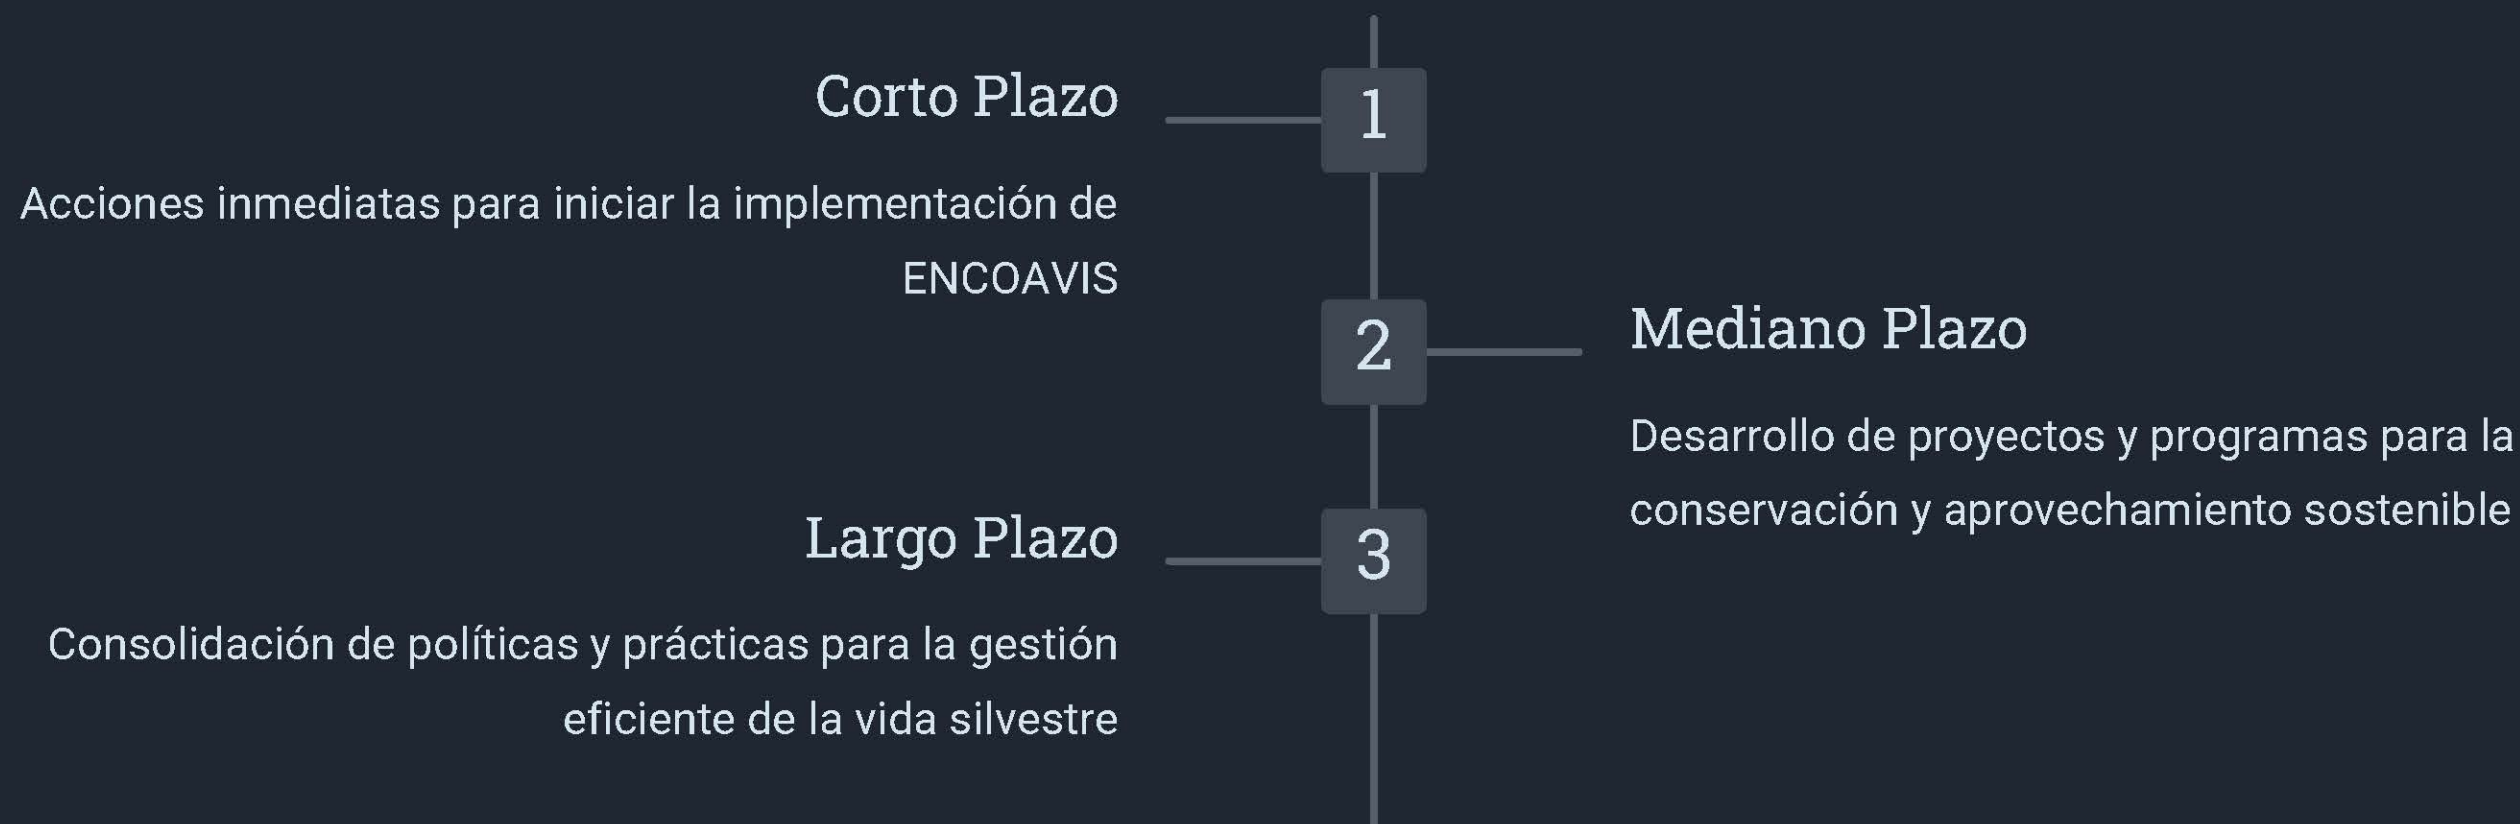 1
Corto Plazo
Acciones inmediatas para iniciar la implementación de
ENCOAVIS
2
Mediano Plazo
Desarrollo de proyectos y programas para la
conservación y aprovechamiento sostenible
3
Largo Plazo
Consolidación de políticas y prácticas para la gestión
eficiente de la vida silvestre